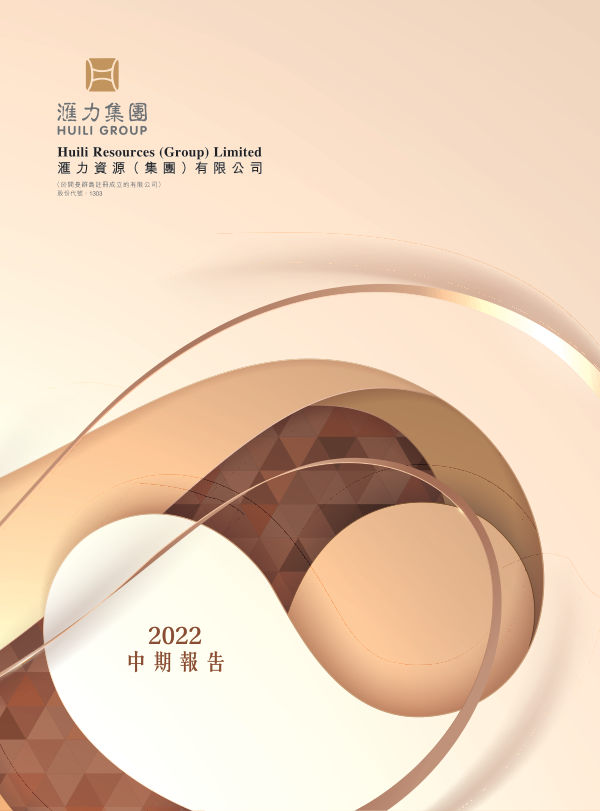 滙力集團
HUILI GROUP
Huili Resources (Group) Limited
滙力資源（集團）有限公司
（於開曼群島註冊成立的有限公司）
股份代號：1303
2022
中期報告